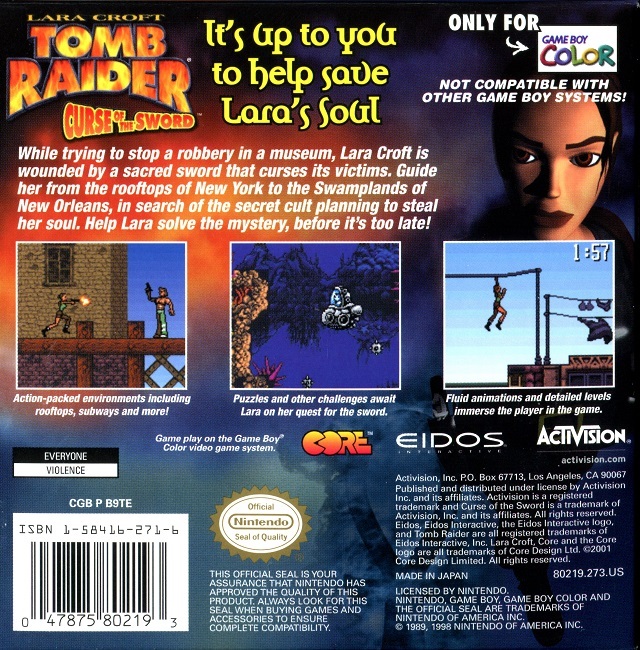 LARA CROFT
TOMB
RAIDER®
CURSE OF THE SWORD™
It's up to you
to help save
Lara's Soul
ONLY FOR
GAME BOY
COLOR
NOT COMPATIBLE WITH
OTHER GAME BOY SYSTEMS!
While trying to stop a robbery in a museum, Lara Croft is
wounded by a sacred sword that curses its victims. Guide
her from the rooftops of New York to the Swamplands of
New Orleans, in search of the secret cult planning to steal
her soul. Help Lara solve the mystery, before it's too late!
1:57
Action-packed environments including
rooftops, subways and more!
Puzzles and other challenges await
Lara on her quest for the sword.
Fluid animations and detailed levels
immerse the player in the game.
Game play on the Game Boy®
Color video game system.
CORE™
EIDOS
INTERACTIVE
ACTIVISION®
activision.com
EVERYONE
VIOLENCE
CGB P B9TE
ISBN 1-58416-271-6
0 47875 80219 3
Official
Nintendo
Seal of Quality
THIS OFFICIAL SEAL IS YOUR
ASSURANCE THAT NINTENDO HAS
APPROVED THE QUALITY OF THIS
PRODUCT. ALWAYS LOOK FOR THIS
SEAL WHEN BUYING GAMES AND
ACCESSORIES TO ENSURE
COMPLETE COMPATIBILITY.
Activision, Inc. P.O. Box 67713, Los Angeles, CA 90067
Published and distributed under license by Activision
Inc. and its affiliates. Activision is a registered
trademark and Curse of the Sword is a trademark of
Activision, Inc. and its affiliates. All rights reserved.
Eidos, Eidos Interactive, the Eidos Interactive logo,
and Tomb Raider are all registered trademarks of
Eidos Interactive, Inc. Lara Croft, Core and the Core
logo are all trademarks of Core Design Ltd. ©2001
Core Design Limited. All rights reserved.
MADE IN JAPAN
80219.273.US
LICENSED BY NINTENDO.
NINTENDO, GAME BOY, GAME BOY COLOR AND
THE OFFICIAL SEAL ARE TRADEMARKS OF
NINTENDO OF AMERICA INC.
© 1989, 1998 NINTENDO OF AMERICA INC.